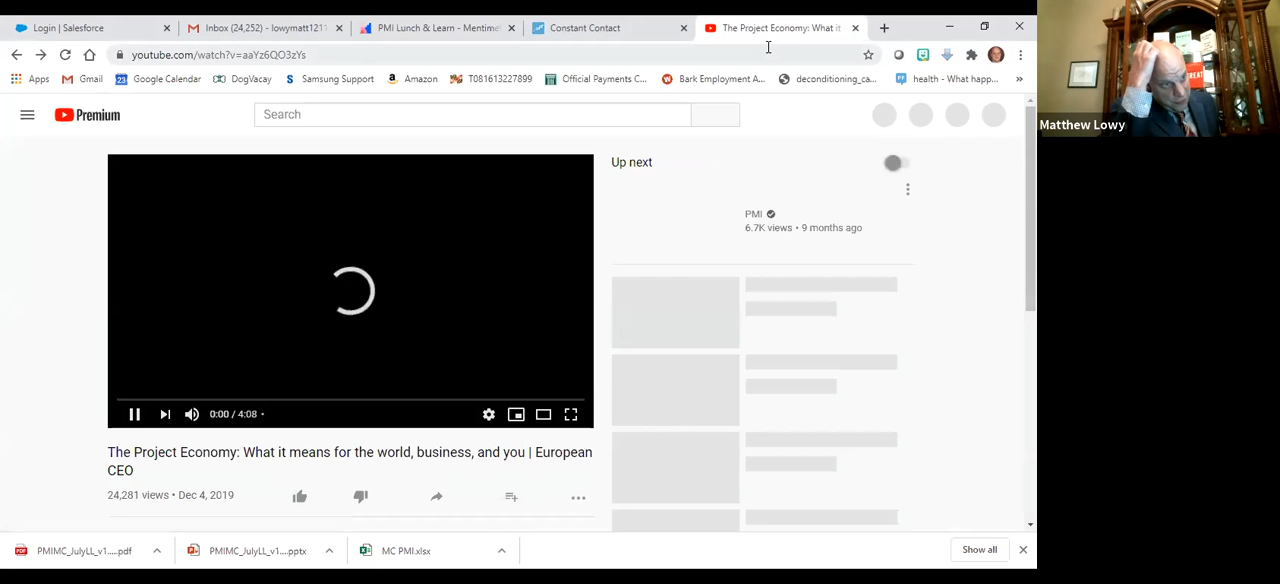 Login | Salesforce
Inbox (24,252) - lowymatt1211
PMI Lunch & Learn - Mentimet
Constant Contact
The Project Economy: What it
youtube.com/watch?v=aaYz6QO3zYs
Apps
Gmail
Google Calendar
DogVacay
Samsung Support
Amazon
T081613227899
Official Payments C...
Bark Employment A...
deconditioning_ca...
health - What happ...
»
Premium
Search
Matthew Lowy
Up next
PMI
6.7K views • 9 months ago
0:00 / 4:08
The Project Economy: What it means for the world, business, and you | European
CEO
24,281 views • Dec 4, 2019
PMIMC_JulyLL_v1....pdf
PMIMC_JulyLL_v1....pptx
MC PMI.xlsx
Show all